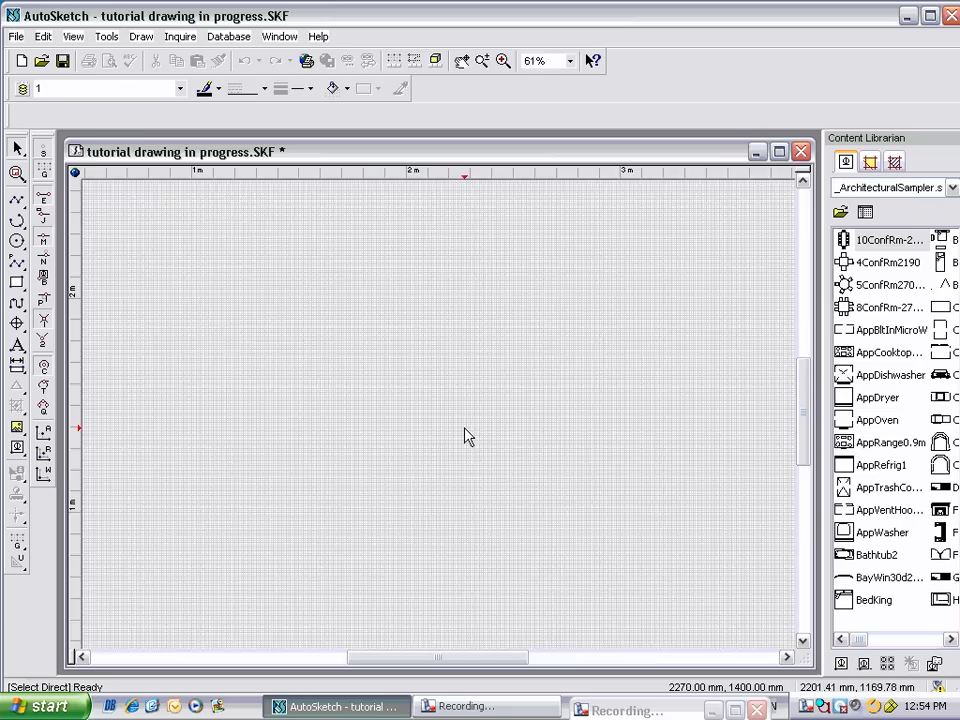 AutoSketch - tutorial drawing in progress.SKF
File Edit View Tools Draw Inquire Database Window Help
61%
1
tutorial drawing in progress.SKF *
1 m 2 m 3 m
2 m
1 m
Content Librarian
_ArchitecturalSampler.s
10ConfRm-2... B
4ConfRm2190 B
5ConfRm270... B
8ConfRm-27... C
AppBltInMicroW C
AppCooktop... C
AppDishwasher C
AppDryer C
AppOven C
AppRange0.9m C
AppRefrig1 C
AppTrashCo... D
AppVentHoo... F
AppWasher F
Bathtub2 F
BayWin30d2... G
BedKing H
[Select Direct] Ready 2270.00 mm, 1400.00 mm 2201.41 mm, 1169.78 mm
start AutoSketch - tutorial ... Recording... Recording... N 12:54 PM